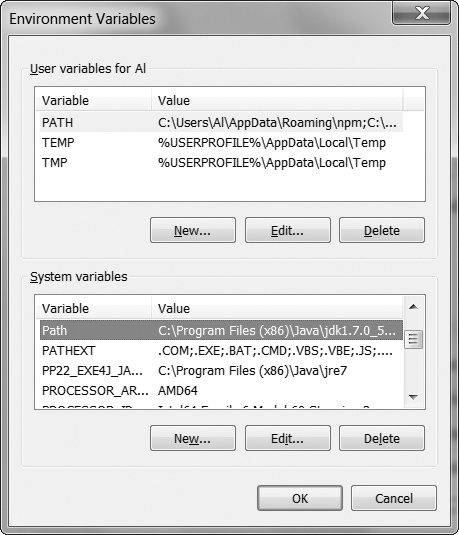 Environment Variables
User variables for Al
Variable Value
PATH C:\Users\Al\AppData\Roaming\npm;C:\...
TEMP %USERPROFILE%\AppData\Local\Temp
TMP %USERPROFILE%\AppData\Local\Temp
New... Edit... Delete
System variables
Variable Value
Path C:\Program Files (x86)\Java\jdk1.7.0_5...
PATHEXT .COM;.EXE;.BAT;.CMD;.VBS;.VBE;.JS;....
PP22_EXE4J_JA... C:\Program Files (x86)\Java\jre7
PROCESSOR_AR... AMD64
New... Edit... Delete
OK Cancel